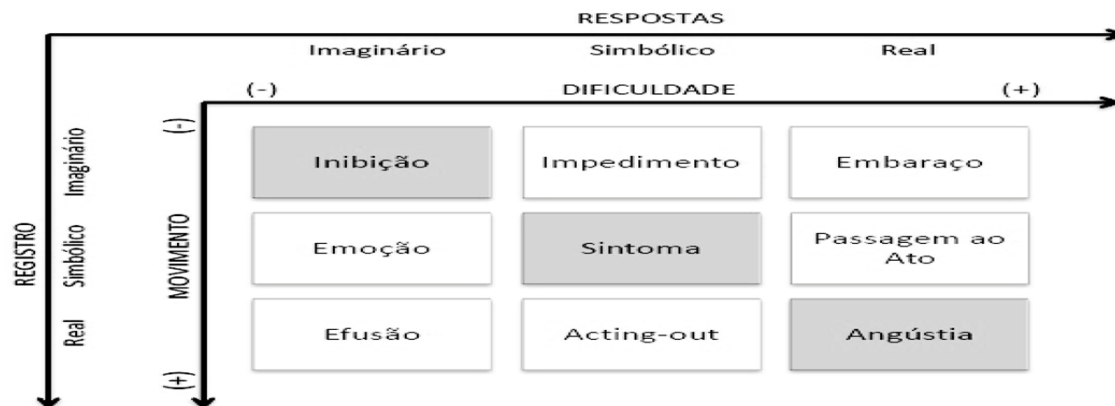 RESPOSTAS
Imaginário Simbólico Real
(-) DIFICULDADE (+)
REGISTRO
Imaginário
Simbólico
Real
(-)
MOVIMENTO
(+)
Inibição Impedimento Embaraço
Emoção Sintoma Passagem ao
Ato
Efusão Acting-out Angústia